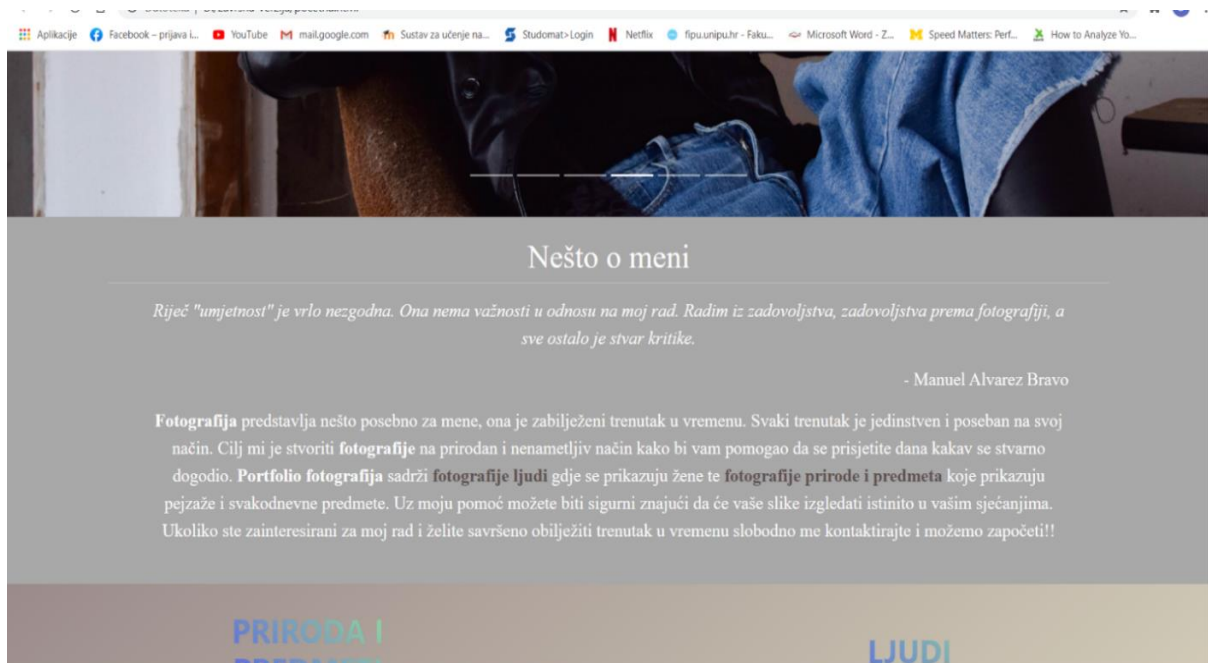 Aplikacije Facebook – prijava i... YouTube mail.google.com Sustav za učenje na... Studomat>Login Netflix fipu.unipu.hr - Faku... Microsoft Word - Z... Speed Matters: Perf... How to Analyze Yo...
Nešto o meni
Riječ "umjetnost" je vrlo nezgodna. Ona nema važnosti u odnosu na moj rad. Radim iz zadovoljstva, zadovoljstva prema fotografiji, a
sve ostalo je stvar kritike.
- Manuel Alvarez Bravo
Fotografija predstavlja nešto posebno za mene, ona je zabilježeni trenutak u vremenu. Svaki trenutak je jedinstven i poseban na svoj
način. Cilj mi je stvoriti fotografije na prirodan i nenametljiv način kako bi vam pomogao da se prisjetite dana kakav se stvarno
dogodio. Portfolio fotografija sadrži fotografije ljudi gdje se prikazuju žene te fotografije prirode i predmeta koje prikazuju
pejzaže i svakodnevne predmete. Uz moju pomoć možete biti sigurni znajući da će vaše slike izgledati istinito u vašim sjećanjima.
Ukoliko ste zainteresirani za moj rad i želite savršeno obilježiti trenutak u vremenu slobodno me kontaktirajte i možemo započeti!!
PRIRODA I
LJUDI